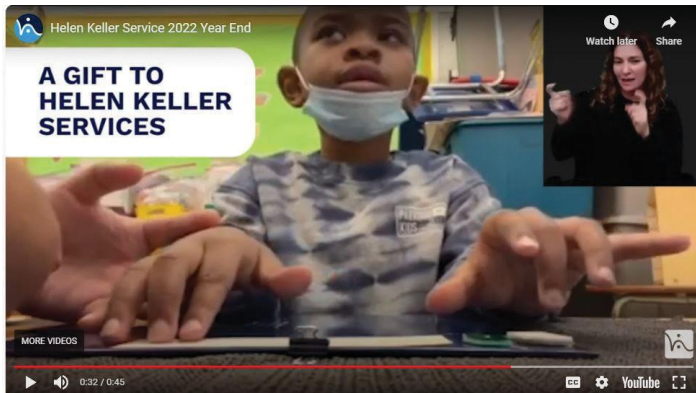 Helen Keller Service 2022 Year End
Watch later
Share
A GIFT TO
HELEN KELLER
SERVICES
MORE VIDEOS
0:32 / 0:45
CC
YouTube